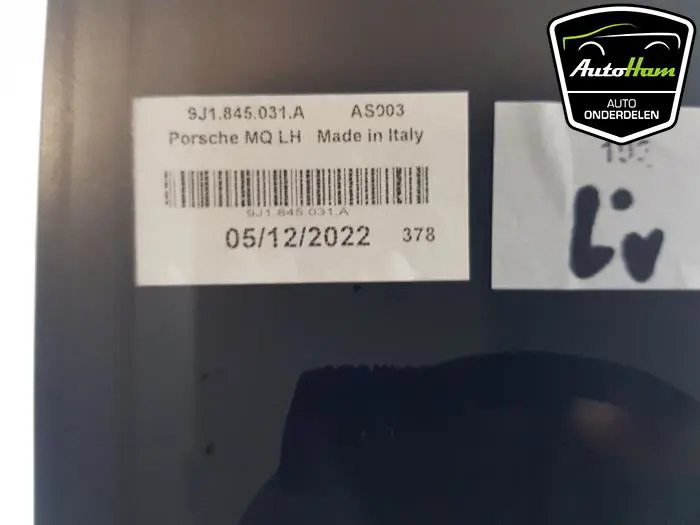 9J1.845.031.A AS003
Porsche MQ LH Made in Italy
9J1.845.031.A
05/12/2022 378
AutoHam
AUTO
ONDERDELEN
Liv